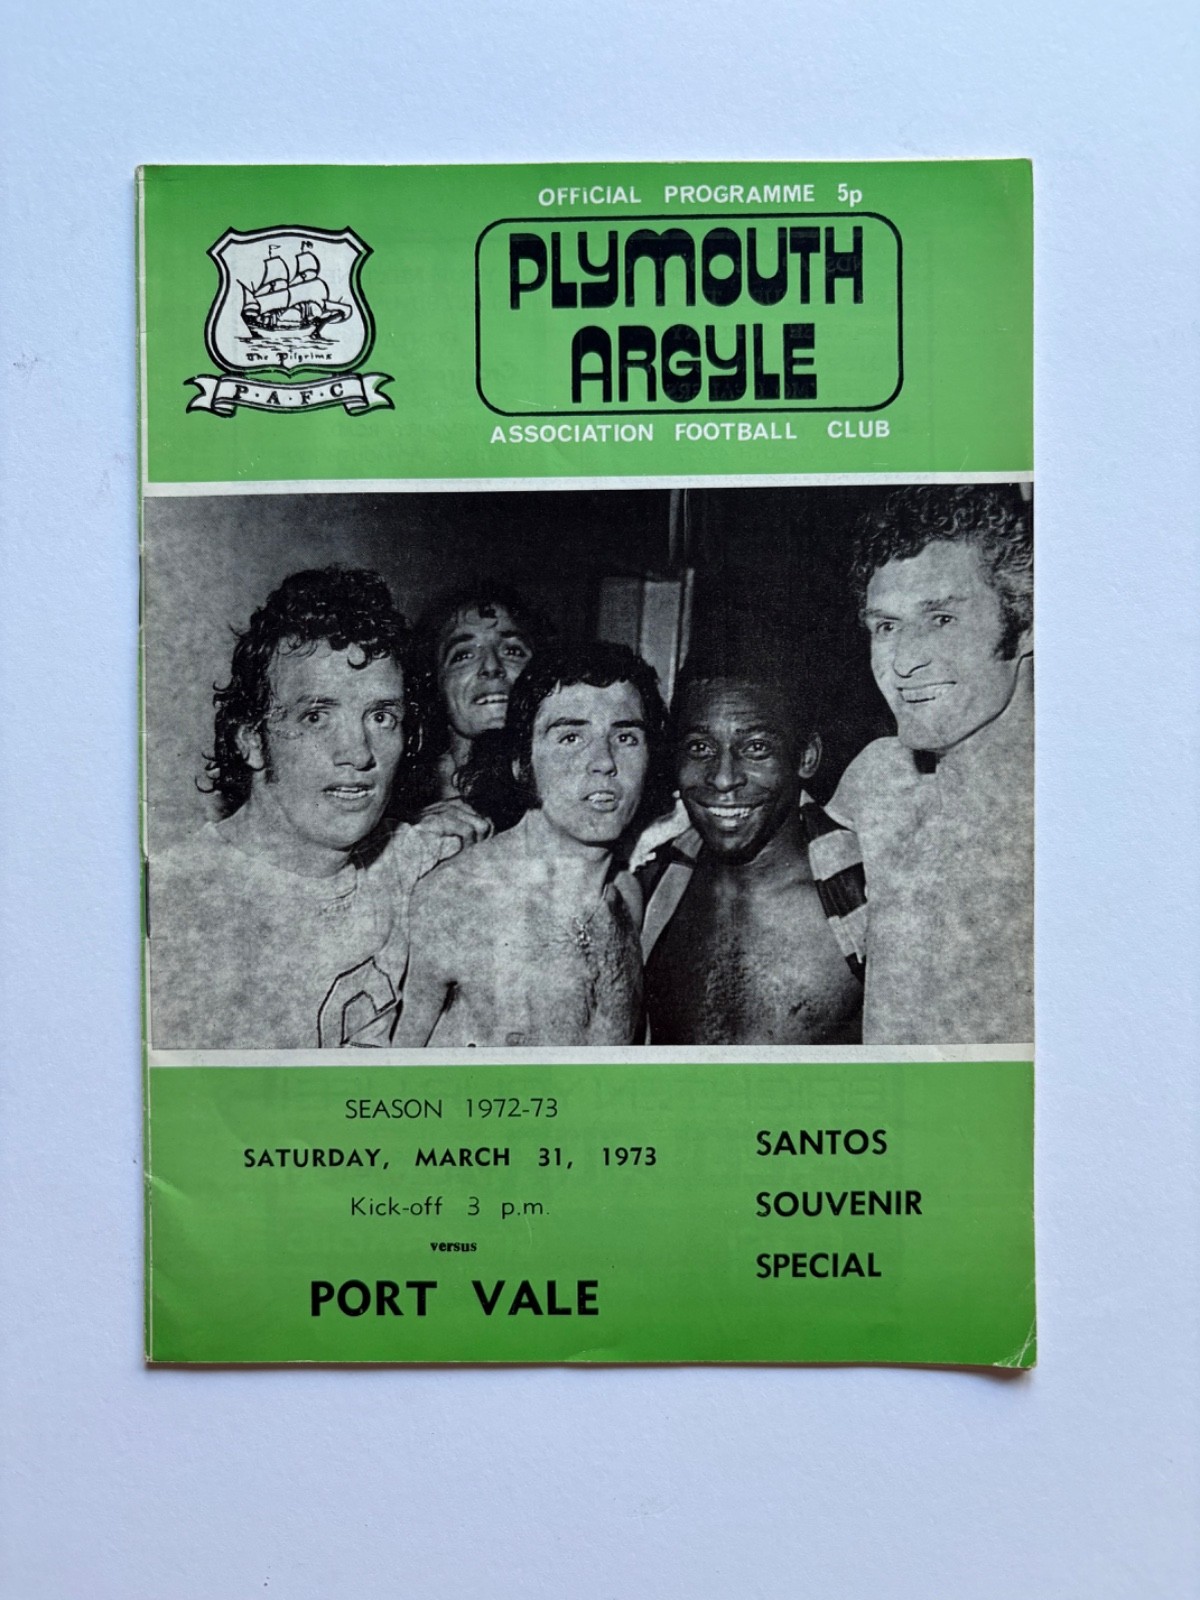 OFFICIAL PROGRAMME 5p
PLYMOUTH
ARGYLE
ASSOCIATION FOOTBALL CLUB
The Pilgrims
P·A·F·C
SEASON 1972-73
SATURDAY, MARCH 31, 1973
Kick-off 3 p.m.
versus
PORT VALE
SANTOS
SOUVENIR
SPECIAL